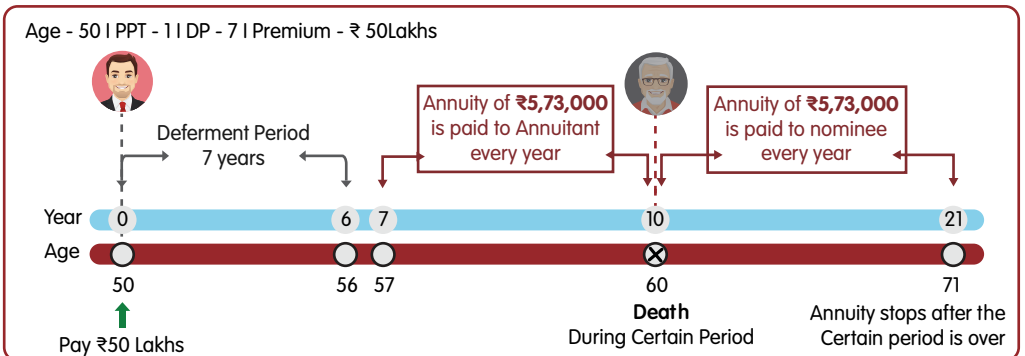 Age - 50 I PPT - 1 I DP - 7 I Premium - ₹ 50Lakhs
Deferment Period
7 years
Annuity of ₹5,73,000
is paid to Annuitant
every year
Annuity of ₹5,73,000
is paid to nominee
every year
Year 0 6 7 10 21
Age
50 56 57 60 71
Pay ₹50 Lakhs
Death
During Certain Period
Annuity stops after the
Certain period is over